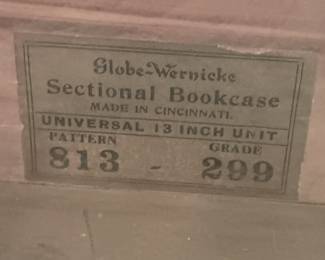 Globe-Wernicke
Sectional Bookcase
MADE IN CINCINNATI.
UNIVERSAL 13 INCH UNIT
PATTERN GRADE
813 - 299